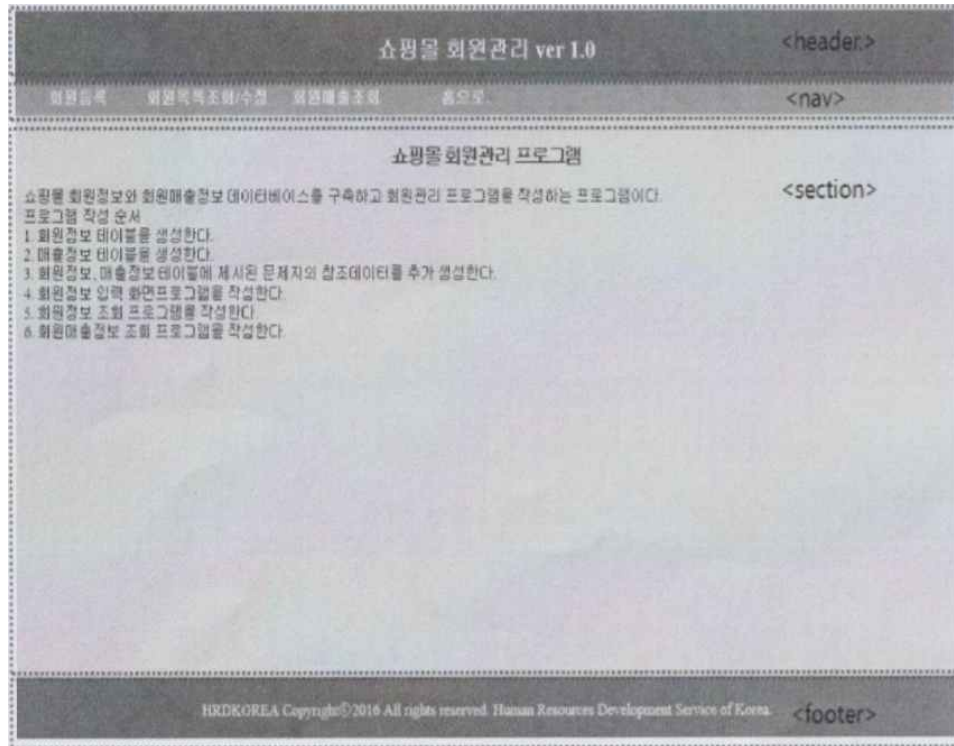 쇼핑몰 회원관리 ver 1.0
<header>
회원등록 회원목록조회/수정 회원매출조회 홈으로
<nav>
쇼핑몰 회원관리 프로그램
쇼핑몰 회원정보와 회원매출정보 데이터베이스를 구축하고 회원관리 프로그램을 작성하는 프로그램이다.
<section>
프로그램 작성 순서
1. 회원정보 테이블을 생성한다.
2. 매출정보 테이블을 생성한다.
3. 회원정보, 매출정보 테이블에 제시된 문제지의 참조데이터를 추가 생성한다.
4. 회원정보 입력 화면프로그램을 작성한다.
5. 회원정보 조회 프로그램을 작성한다.
6. 회원매출정보 조회 프로그램을 작성한다.
HRDKOREA Copyrightⓒ2016 All rights reserved. Human Resources Development Service of Korea.
<footer>